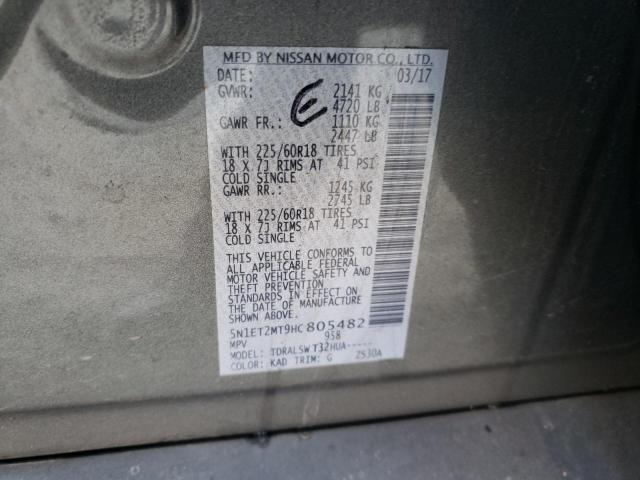 MFD BY NISSAN MOTOR CO., LTD.
DATE: 03/17
GVWR: 2141 KG
4720 LB
E
GAWR FR.: 1110 KG
2447 LB
WITH 225/60R18 TIRES
18 X 7J RIMS AT 41 PSI
COLD SINGLE
GAWR RR.: 1245 KG
2745 LB
WITH 225/60R18 TIRES
18 X 7J RIMS AT 41 PSI
COLD SINGLE
THIS VEHICLE CONFORMS TO
ALL APPLICABLE FEDERAL
MOTOR VEHICLE SAFETY AND
THEFT PREVENTION
STANDARDS IN EFFECT ON
THE DATE OF MANUFACTURE
SHOWN ABOVE.
5N1ET2MT9HC 805482
MPV 958
MODEL: TDRALSW T32HUA-----
COLOR: KAD TRIM: G ZS30A